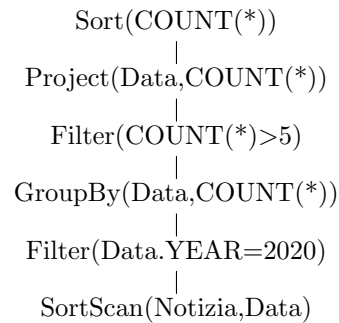 Sort(COUNT(*))
Project(Data,COUNT(*))
Filter(COUNT(*)>5)
GroupBy(Data,COUNT(*))
Filter(Data.YEAR=2020)
SortScan(Notizia,Data)